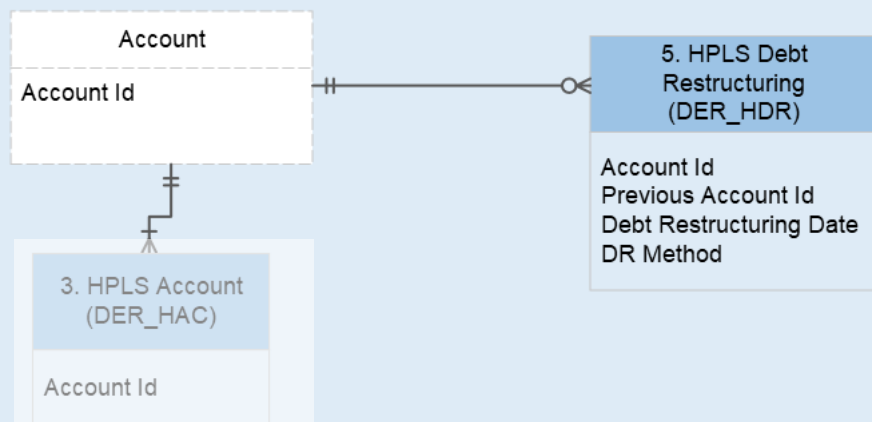 Account
Account Id
5. HPLS Debt
Restructuring
(DER_HDR)
Account Id
Previous Account Id
Debt Restructuring Date
DR Method
3. HPLS Account
(DER_HAC)
Account Id